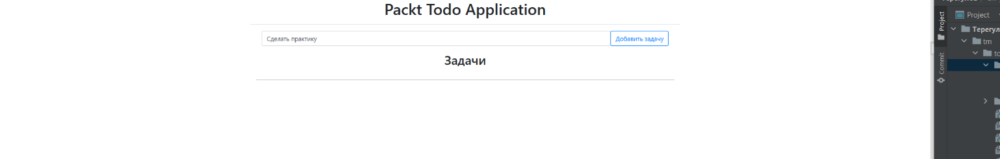 Packt Todo Application
Сделать практику
Добавить задачу
Задачи
Project
Project
Commit
tm